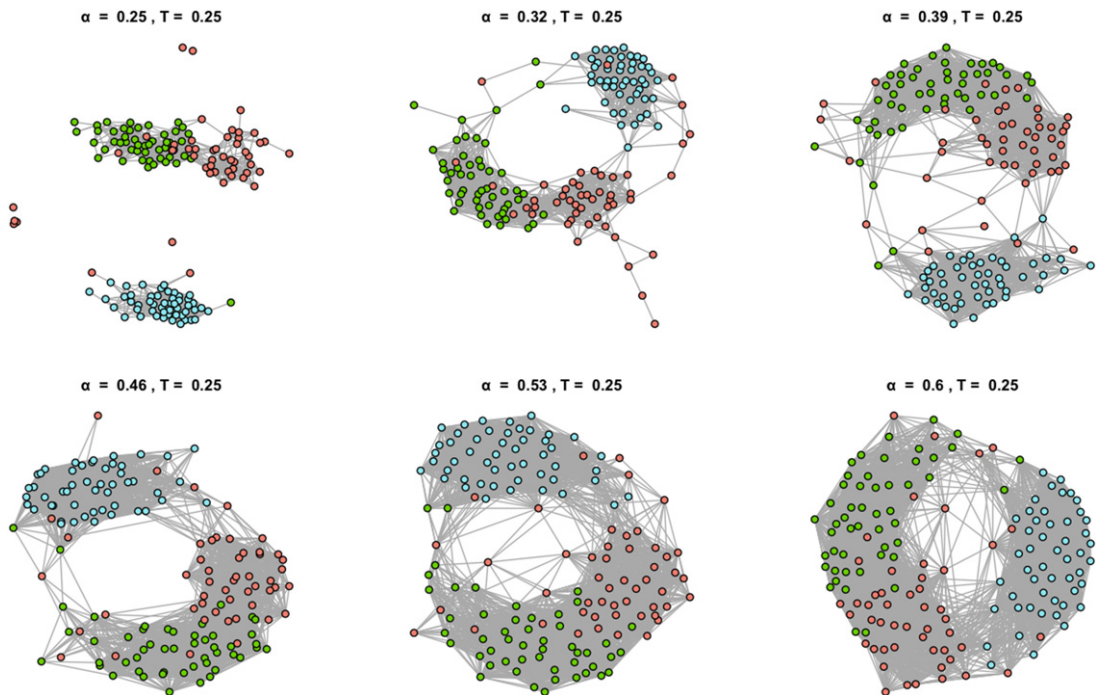 α = 0.25 , T = 0.25
α = 0.32 , T = 0.25
α = 0.39 , T = 0.25
α = 0.46 , T = 0.25
α = 0.53 , T = 0.25
α = 0.6 , T = 0.25